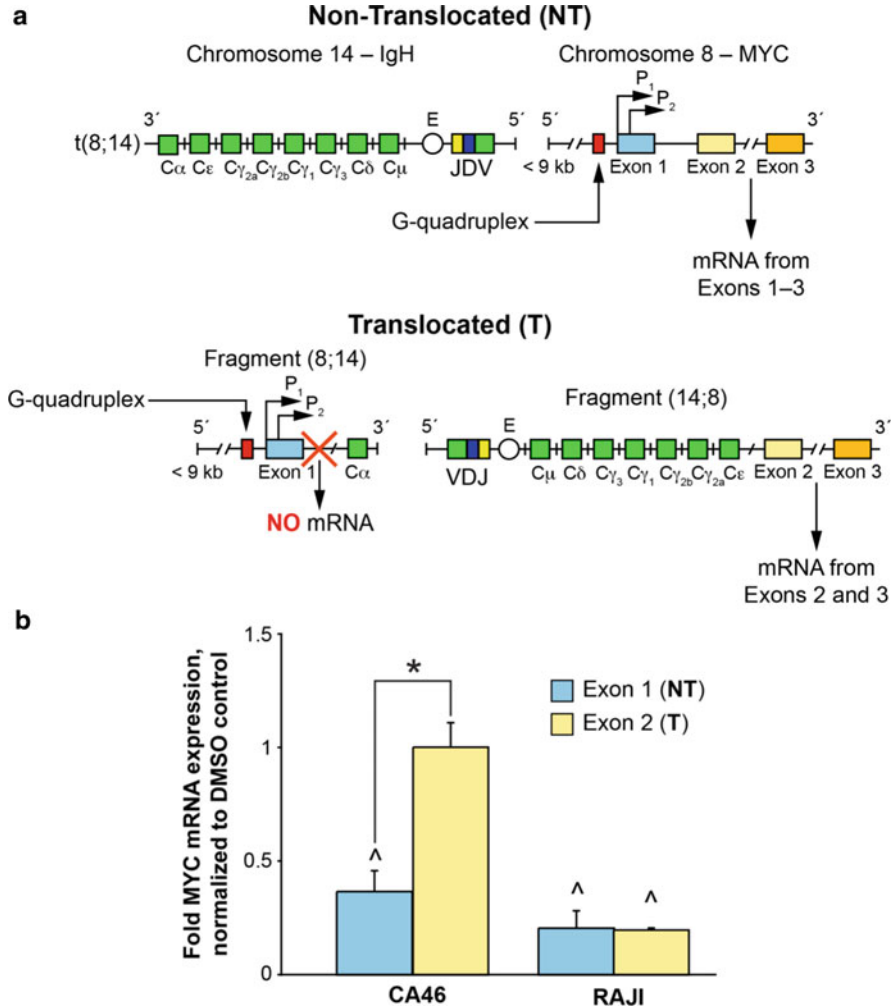 a
Non-Translocated (NT)
Chromosome 14 – IgH
Chromosome 8 – MYC
P1
P2
3´
E
5´
5´
3´
t(8;14)
Cα Cε Cγ2a Cγ2b Cγ1 Cγ3 Cδ Cμ
JDV
< 9 kb
Exon 1
Exon 2
Exon 3
G-quadruplex
mRNA from
Exons 1–3
Translocated (T)
Fragment (8;14)
G-quadruplex
P1
P2
Fragment (14;8)
5´
3´
5´
E
3´
< 9 kb
Exon 1
Cα
VDJ
Cμ Cδ Cγ3 Cγ1 Cγ2b Cγ2a Cε
Exon 2
Exon 3
NO mRNA
mRNA from
Exons 2 and 3
b
Fold MYC mRNA expression,
normalized to DMSO control
1.5
1
0.5
0
*
^
^
^
Exon 1 (NT)
Exon 2 (T)
CA46
RAJI